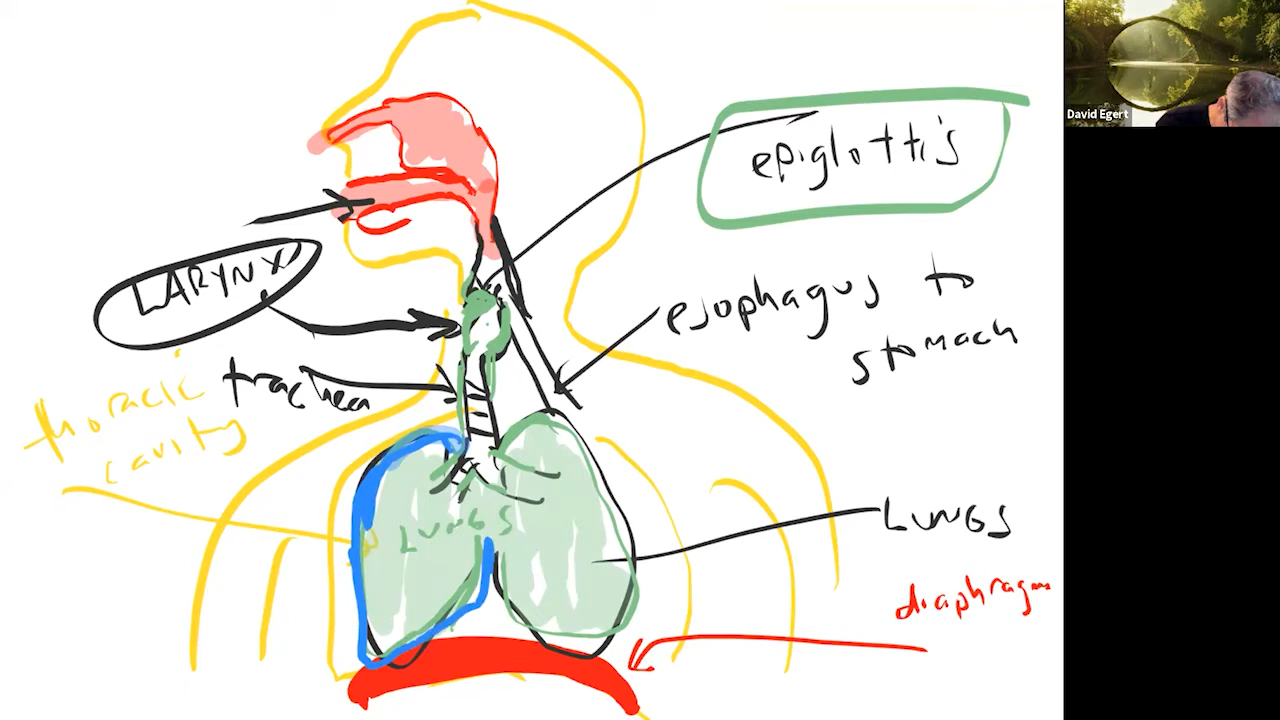 David Egert
epiglottis
LARYNX
esophagus to
stomach
thoracic
cavity
trachea
LUNGS
LUNGS
diaphragm